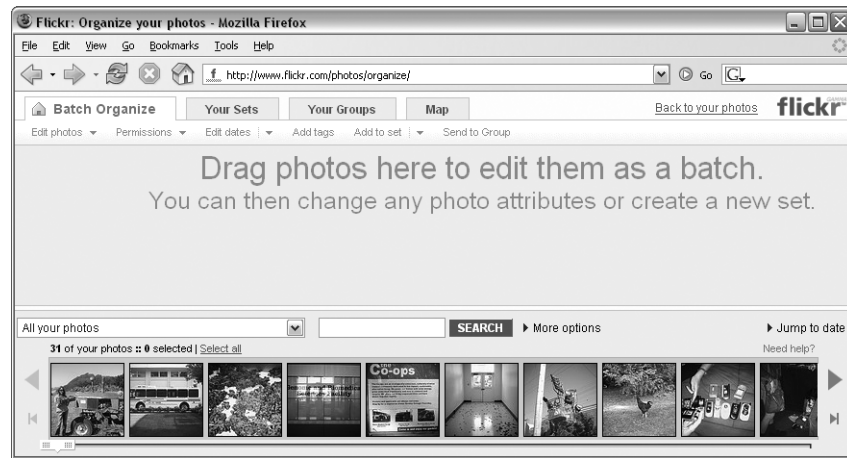 Flickr: Organize your photos - Mozilla Firefox
File Edit View Go Bookmarks Tools Help
http://www.flickr.com/photos/organize/ Go G
Batch Organize Your Sets Your Groups Map Back to your photos flickr
Edit photos Permissions Edit dates Add tags Add to set Send to Group
Drag photos here to edit them as a batch.
You can then change any photo attributes or create a new set.
All your photos SEARCH More options Jump to date
31 of your photos :: 0 selected | Select all Need help?
the
Co-ops